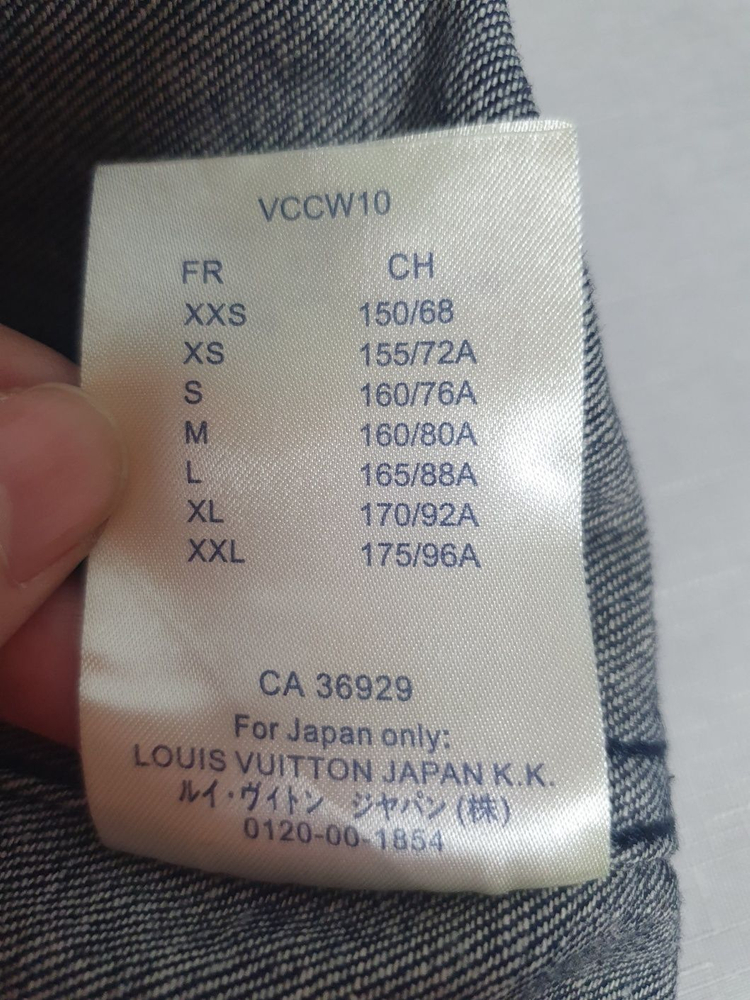 VCCW10
FR CH
XXS 150/68
XS 155/72A
S 160/76A
M 160/80A
L 165/88A
XL 170/92A
XXL 175/96A
CA 36929
For Japan only:
LOUIS VUITTON JAPAN K.K.
ルイ・ヴィトン ジャパン(株)
0120-00-1854